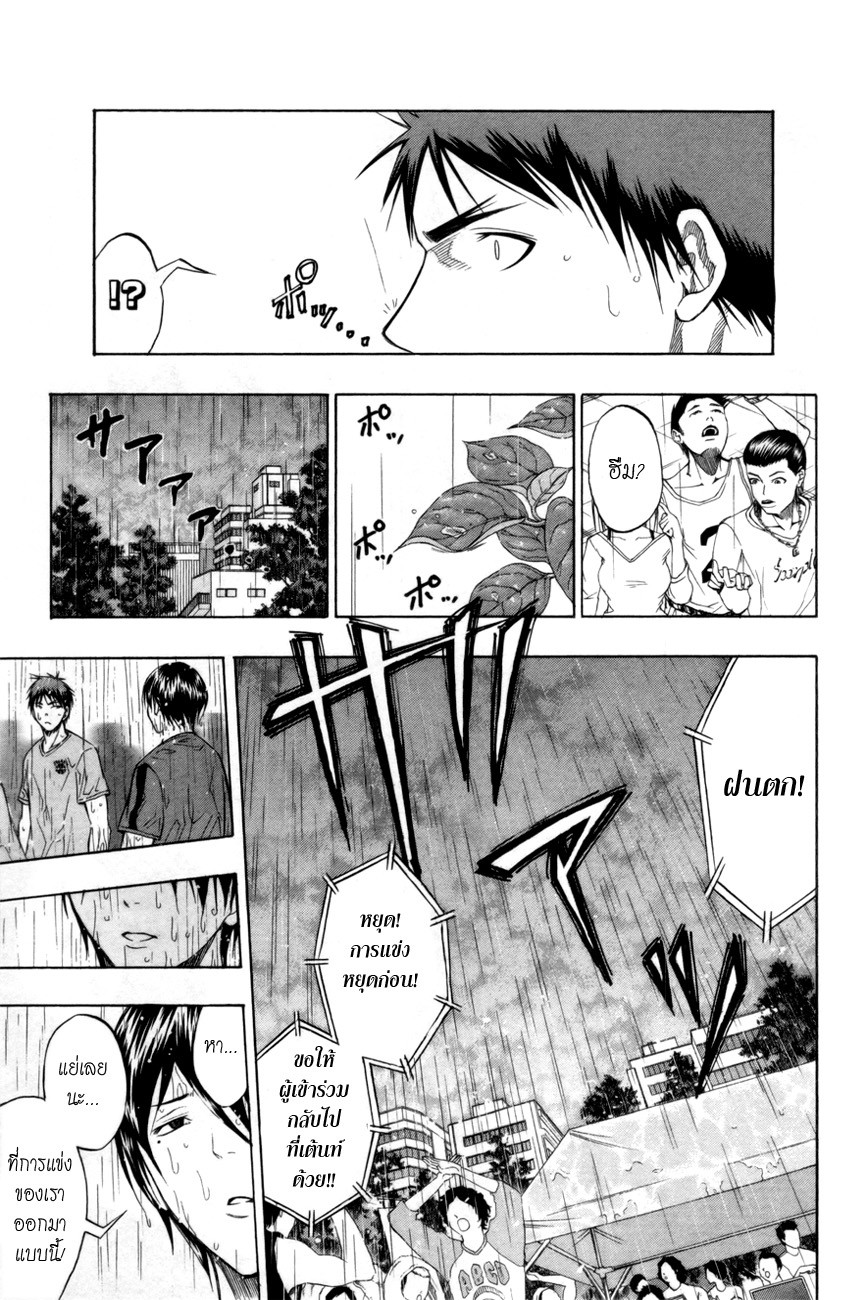 !?
ポッ...
ฮืม?
ポッ
ポッ
ポ
サァァァ
ฝนตก!
ザァッ
หยุด!
การแข่ง
หยุดก่อน!
ขอให้
ผู้เข้าร่วม
กลับไป
ที่เต้นท์
ด้วย!!
ABCD
หา...
แย่เลย
นะ...
ที่การแข่ง
ของเรา
ออกมา
แบบนี้!